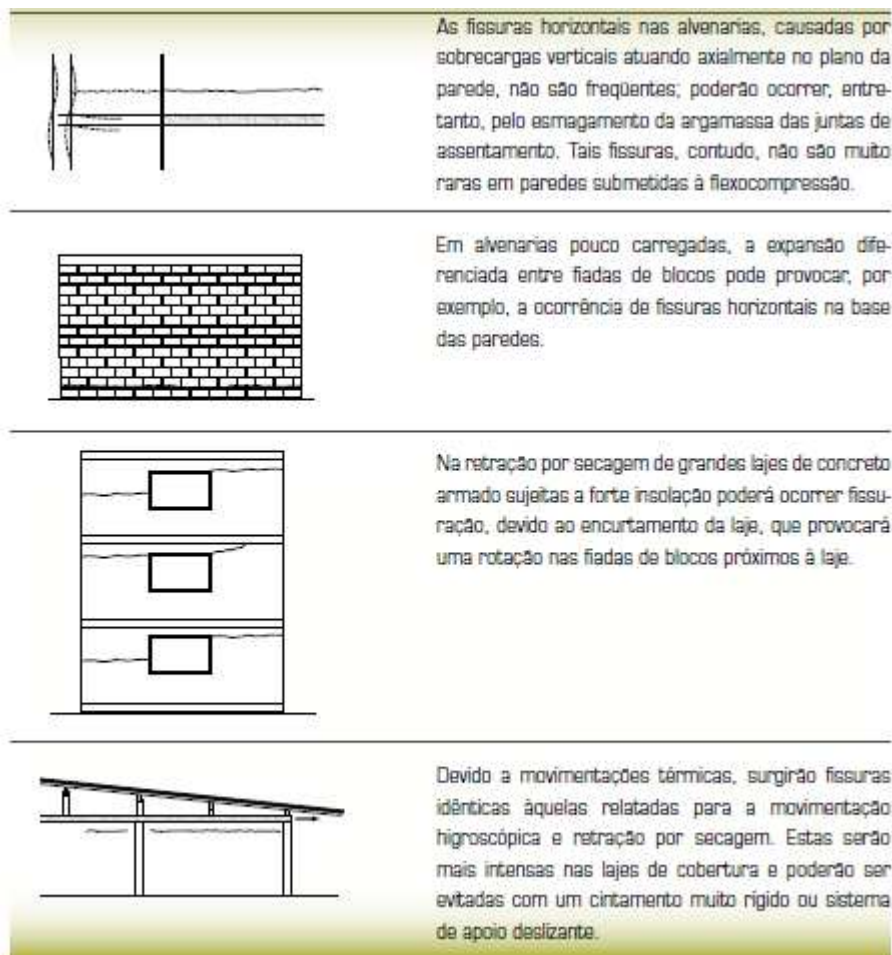 As fissuras horizontais nas alvenarias, causadas por
sobrecargas verticais atuando axialmente no plano da
parede, não são freqüentes; poderão ocorrer, entre-
tanto, pelo esmagamento da argamassa das juntas de
assentamento. Tais fissuras, contudo, não são muito
raras em paredes submetidas à flexocompressão.
Em alvenarias pouco carregadas, a expansão dife-
renciada entre fiadas de blocos pode provocar, por
exemplo, a ocorrência de fissuras horizontais na base
das paredes.
Na retração por secagem de grandes lajes de concreto
armado sujeitas a forte insolação poderá ocorrer fissu-
ração, devido ao encurtamento da laje, que provocará
uma rotação nas fiadas de blocos próximos à laje.
Devido a movimentações térmicas, surgirão fissuras
idênticas àquelas relatadas para a movimentação
higroscópica e retração por secagem. Estas serão
mais intensas nas lajes de cobertura e poderão ser
evitadas com um cintamento muito rígido ou sistema
de apoio deslizante.